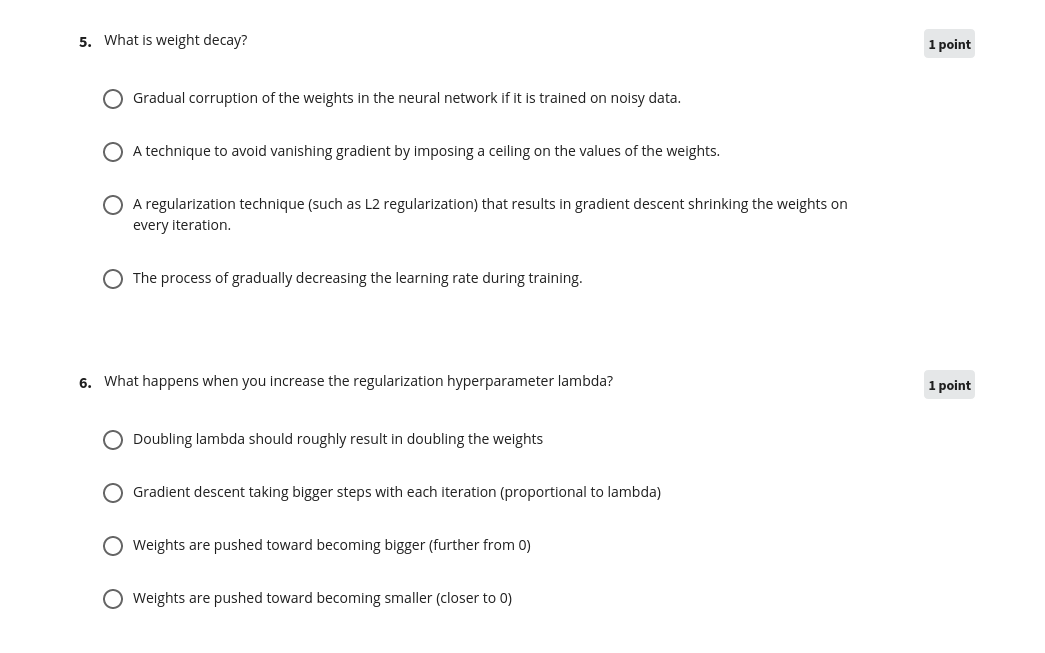 5. What is weight decay?
1 point
Gradual corruption of the weights in the neural network if it is trained on noisy data.
A technique to avoid vanishing gradient by imposing a ceiling on the values of the weights.
A regularization technique (such as L2 regularization) that results in gradient descent shrinking the weights on
every iteration.
The process of gradually decreasing the learning rate during training.
6. What happens when you increase the regularization hyperparameter lambda?
1 point
Doubling lambda should roughly result in doubling the weights
Gradient descent taking bigger steps with each iteration (proportional to lambda)
Weights are pushed toward becoming bigger (further from 0)
Weights are pushed toward becoming smaller (closer to 0)